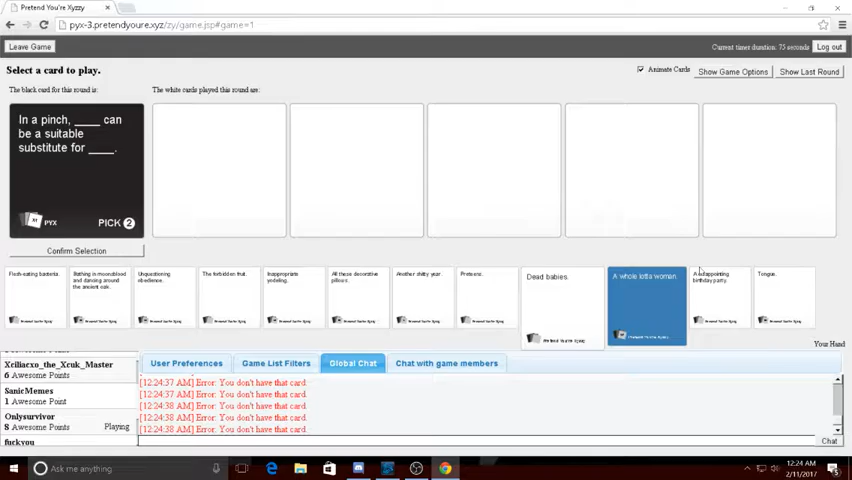 Pretend You're Xyzzy
pyx-3.pretendyoure.xyz/zy/game.jsp#game=1
Leave Game
Current timer duration: 75 seconds
Log out
Select a card to play.
Animate Cards
Show Game Options
Show Last Round
The black card for this round is:
The white cards played this round are:
In a pinch, ____ can
be a suitable
substitute for ____.
PYX
PICK 2
Confirm Selection
Flesh-eating bacteria.
Bathing in moonsblood
and dancing around
the ancient oak.
Unquestioning
obedience.
The forbidden fruit.
Inappropriate
yodeling.
All these decorative
pillows.
Another shitty year.
Pretzens.
Dead babies.
A whole lotta woman.
A disappointing
birthday party.
Tongue.
Pretend You're Xyzzy
Your Hand
User Preferences
Game List Filters
Global Chat
Chat with game members
Xriliacxo_the_Xcuk_Master
6 Awesome Points
SanicMemes
1 Awesome Point
Onlysurvivor
8 Awesome Points
Playing
fuckyou
[12:24:37 AM] Error: You don't have that card.
[12:24:37 AM] Error: You don't have that card.
[12:24:38 AM] Error: You don't have that card.
[12:24:38 AM] Error: You don't have that card.
[12:24:38 AM] Error: You don't have that card.
Chat
Ask me anything
12:24 AM
2/11/2017